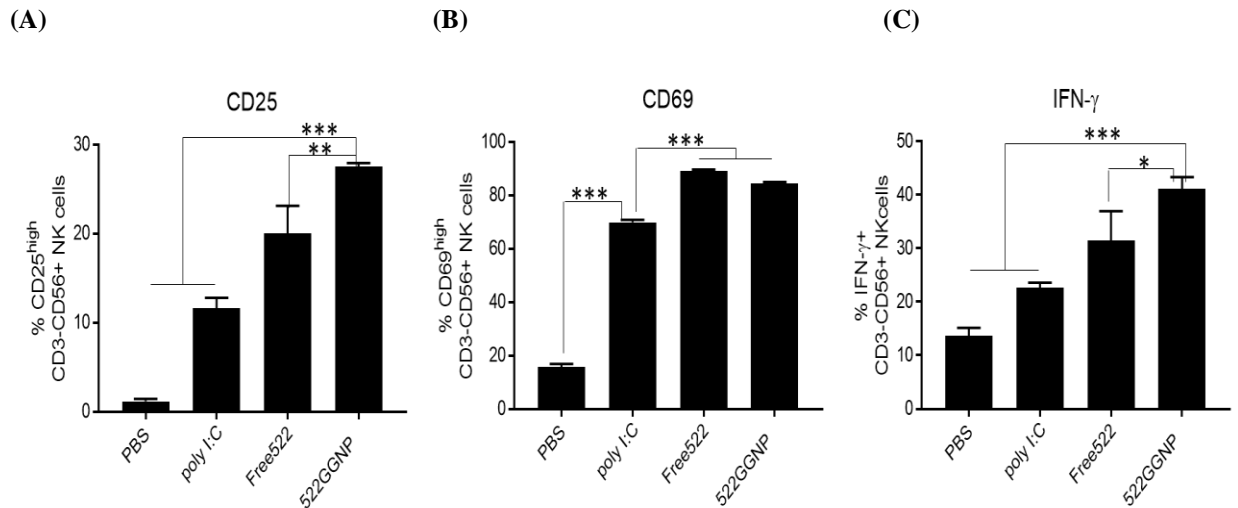 (A)
CD25
% CD25high
CD3-CD56+ NK cells
30
20
10
0
***
**
PBS
poly I:C
Free522
522GGNP
(B)
CD69
% CD69high
CD3-CD56+ NK cells
100
80
60
40
20
0
***
***
PBS
poly I:C
Free522
522GGNP
(C)
IFN-γ
% IFN-γ+
CD3-CD56+ NKcells
50
40
30
20
10
0
***
*
PBS
poly I:C
Free522
522GGNP